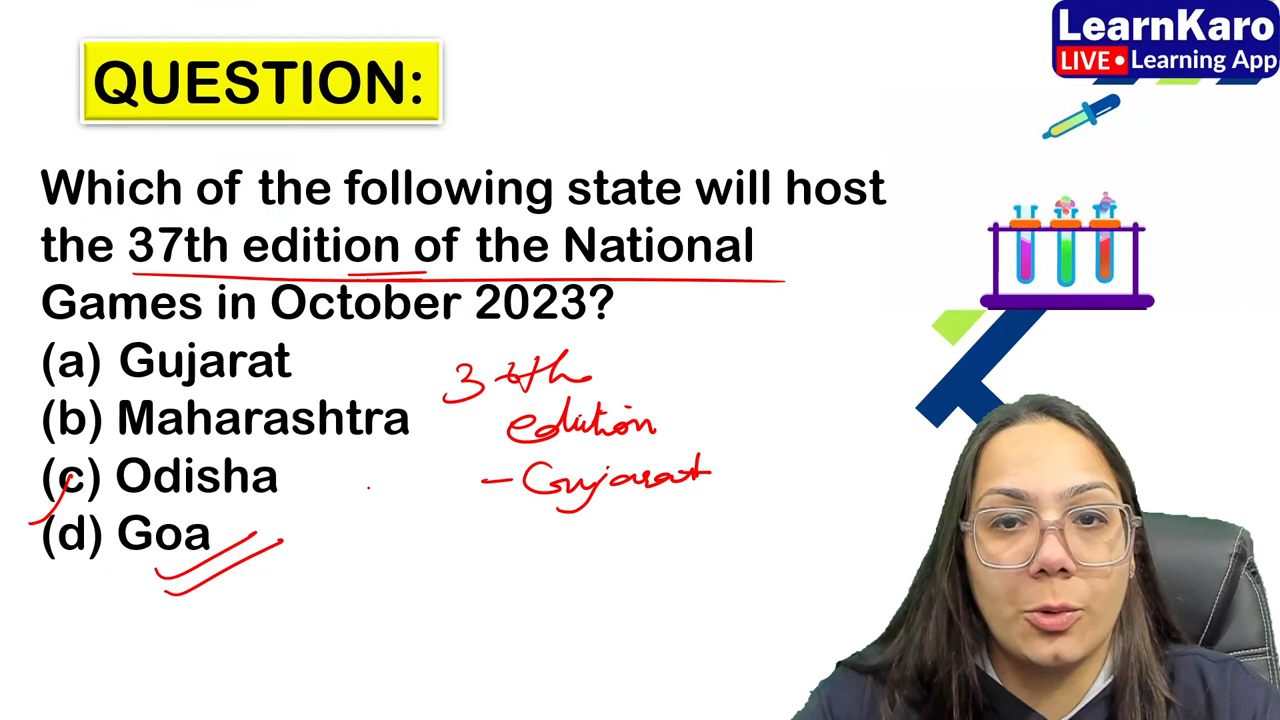 LearnKaro
LIVE • Learning App
QUESTION:
Which of the following state will host
the 37th edition of the National
Games in October 2023?
(a) Gujarat
(b) Maharashtra
(c) Odisha
(d) Goa
edition
- Gujarat